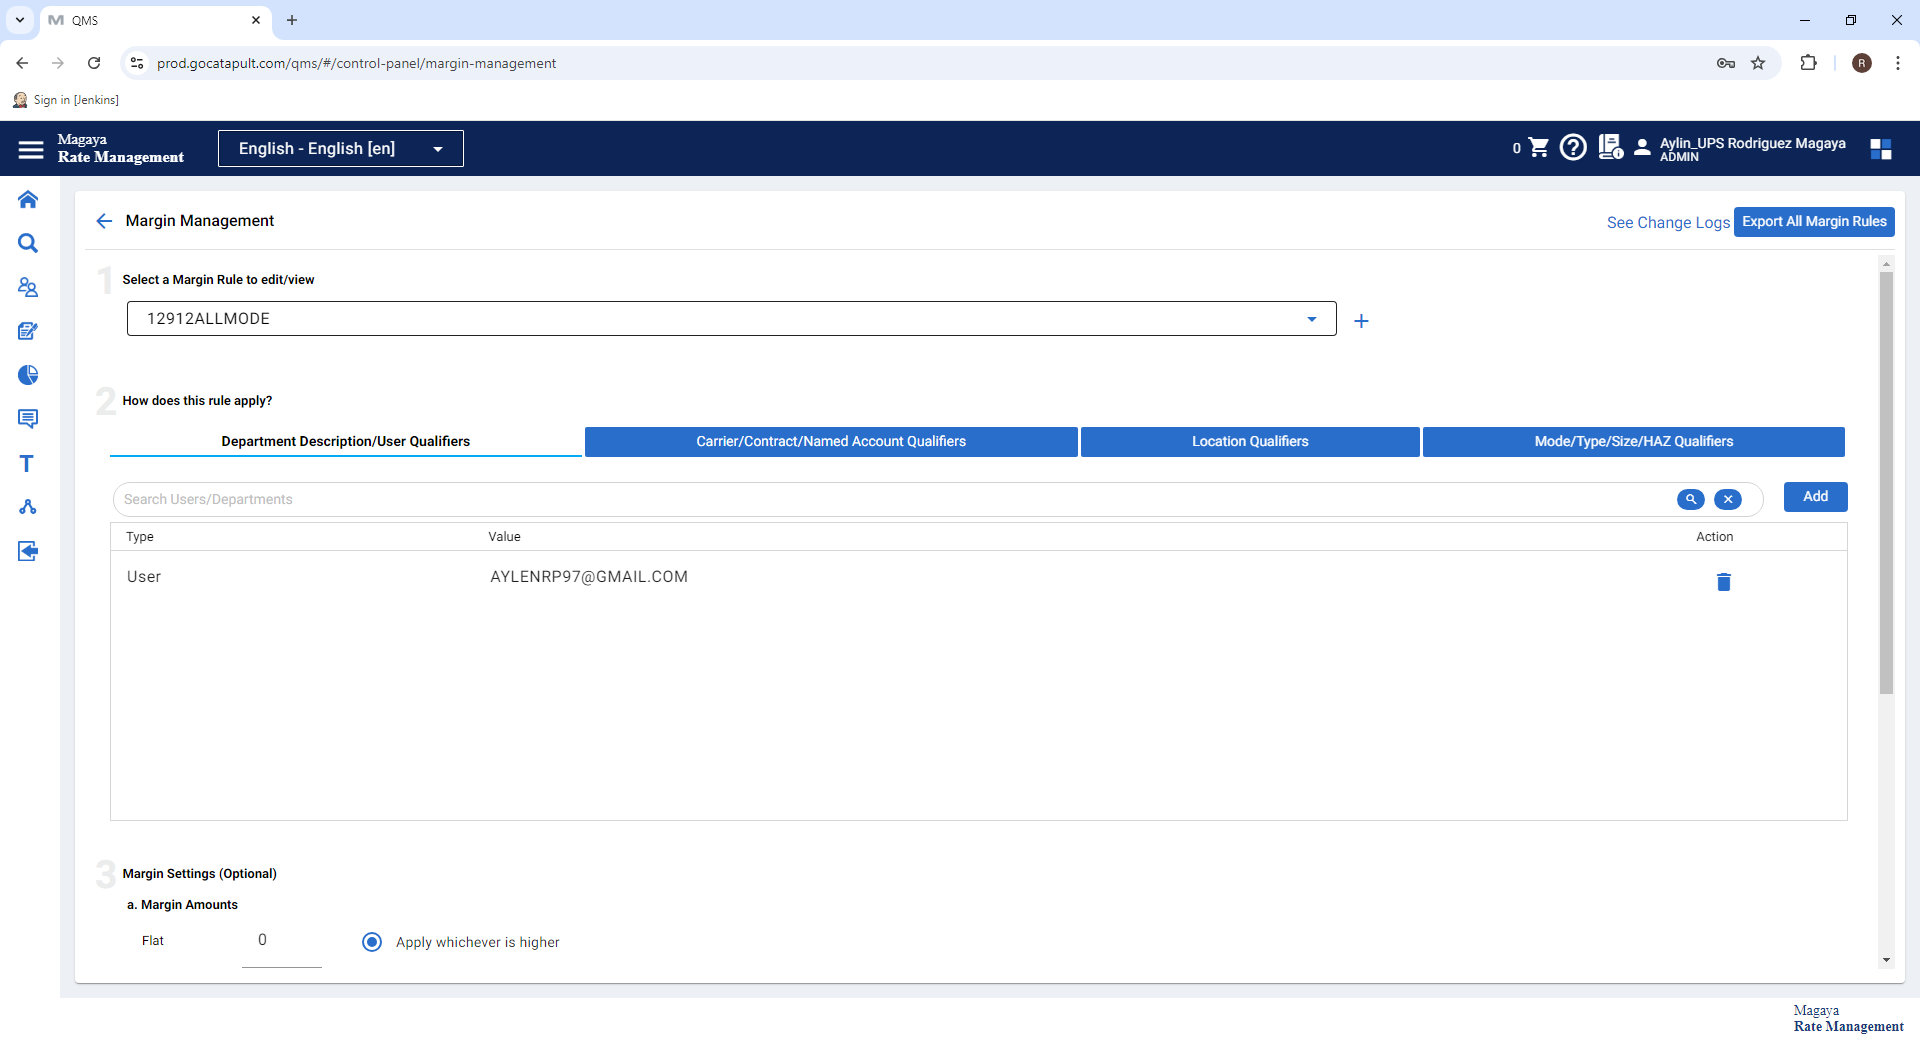 QMS
prod.gocatapult.com/qms/#/control-panel/margin-management
R
Sign in [Jenkins]
Magaya
Rate Management
English - English [en]
0
Aylin_UPS Rodriguez Magaya
ADMIN
Margin Management
See Change Logs
Export All Margin Rules
1 Select a Margin Rule to edit/view
12912ALLMODE
2 How does this rule apply?
Department Description/User Qualifiers
Carrier/Contract/Named Account Qualifiers
Location Qualifiers
Mode/Type/Size/HAZ Qualifiers
Search Users/Departments
Add
Type Value Action
User AYLENRP97@GMAIL.COM
3 Margin Settings (Optional)
a. Margin Amounts
Flat 0 Apply whichever is higher
Magaya
Rate Management